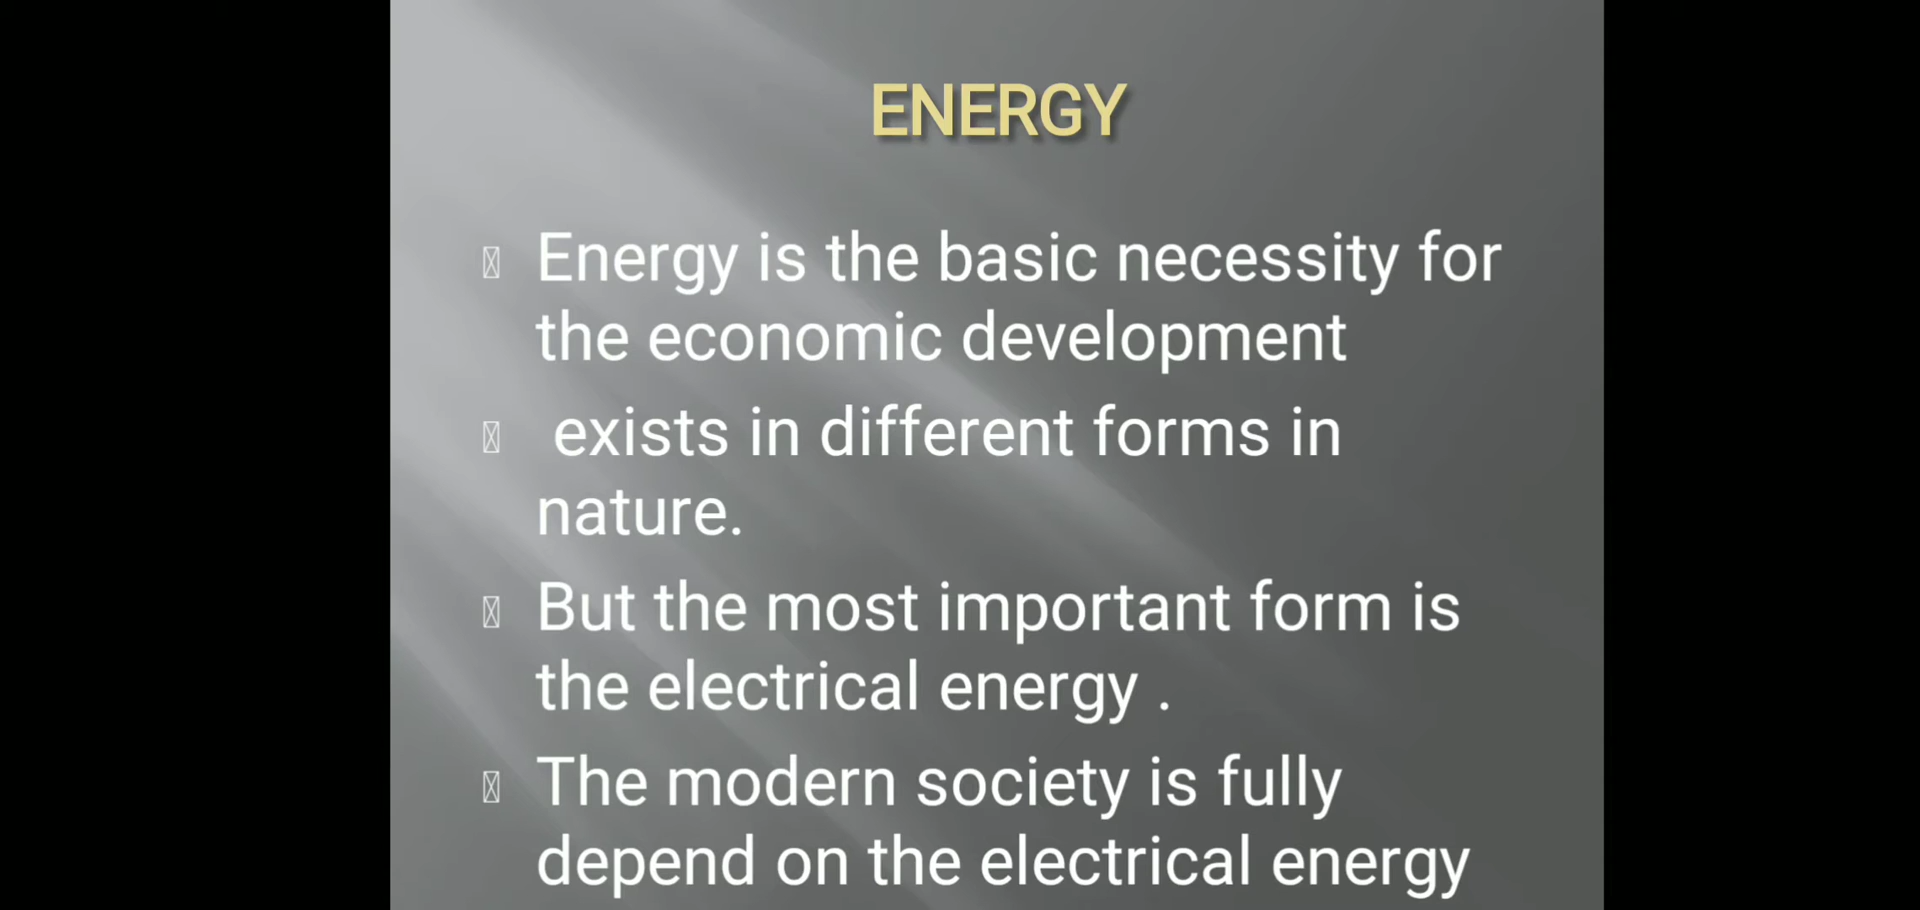 ENERGY
Energy is the basic necessity for
the economic development
exists in different forms in
nature.
But the most important form is
the electrical energy .
The modern society is fully
depend on the electrical energy